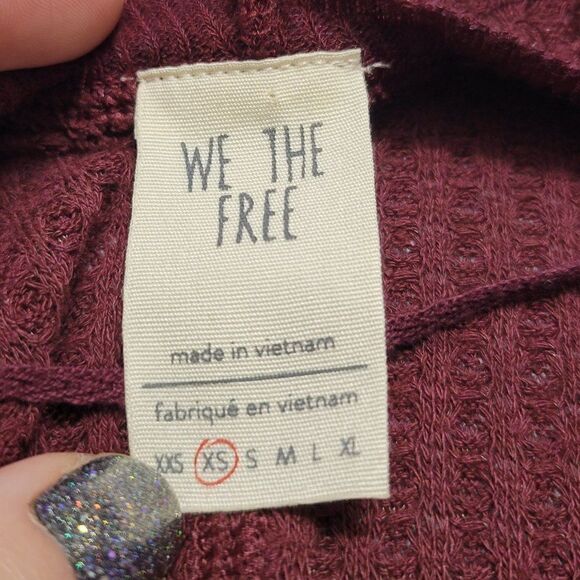 WE THE
FREE
made in vietnam
fabriqué en vietnam
XXS XS S M L XL